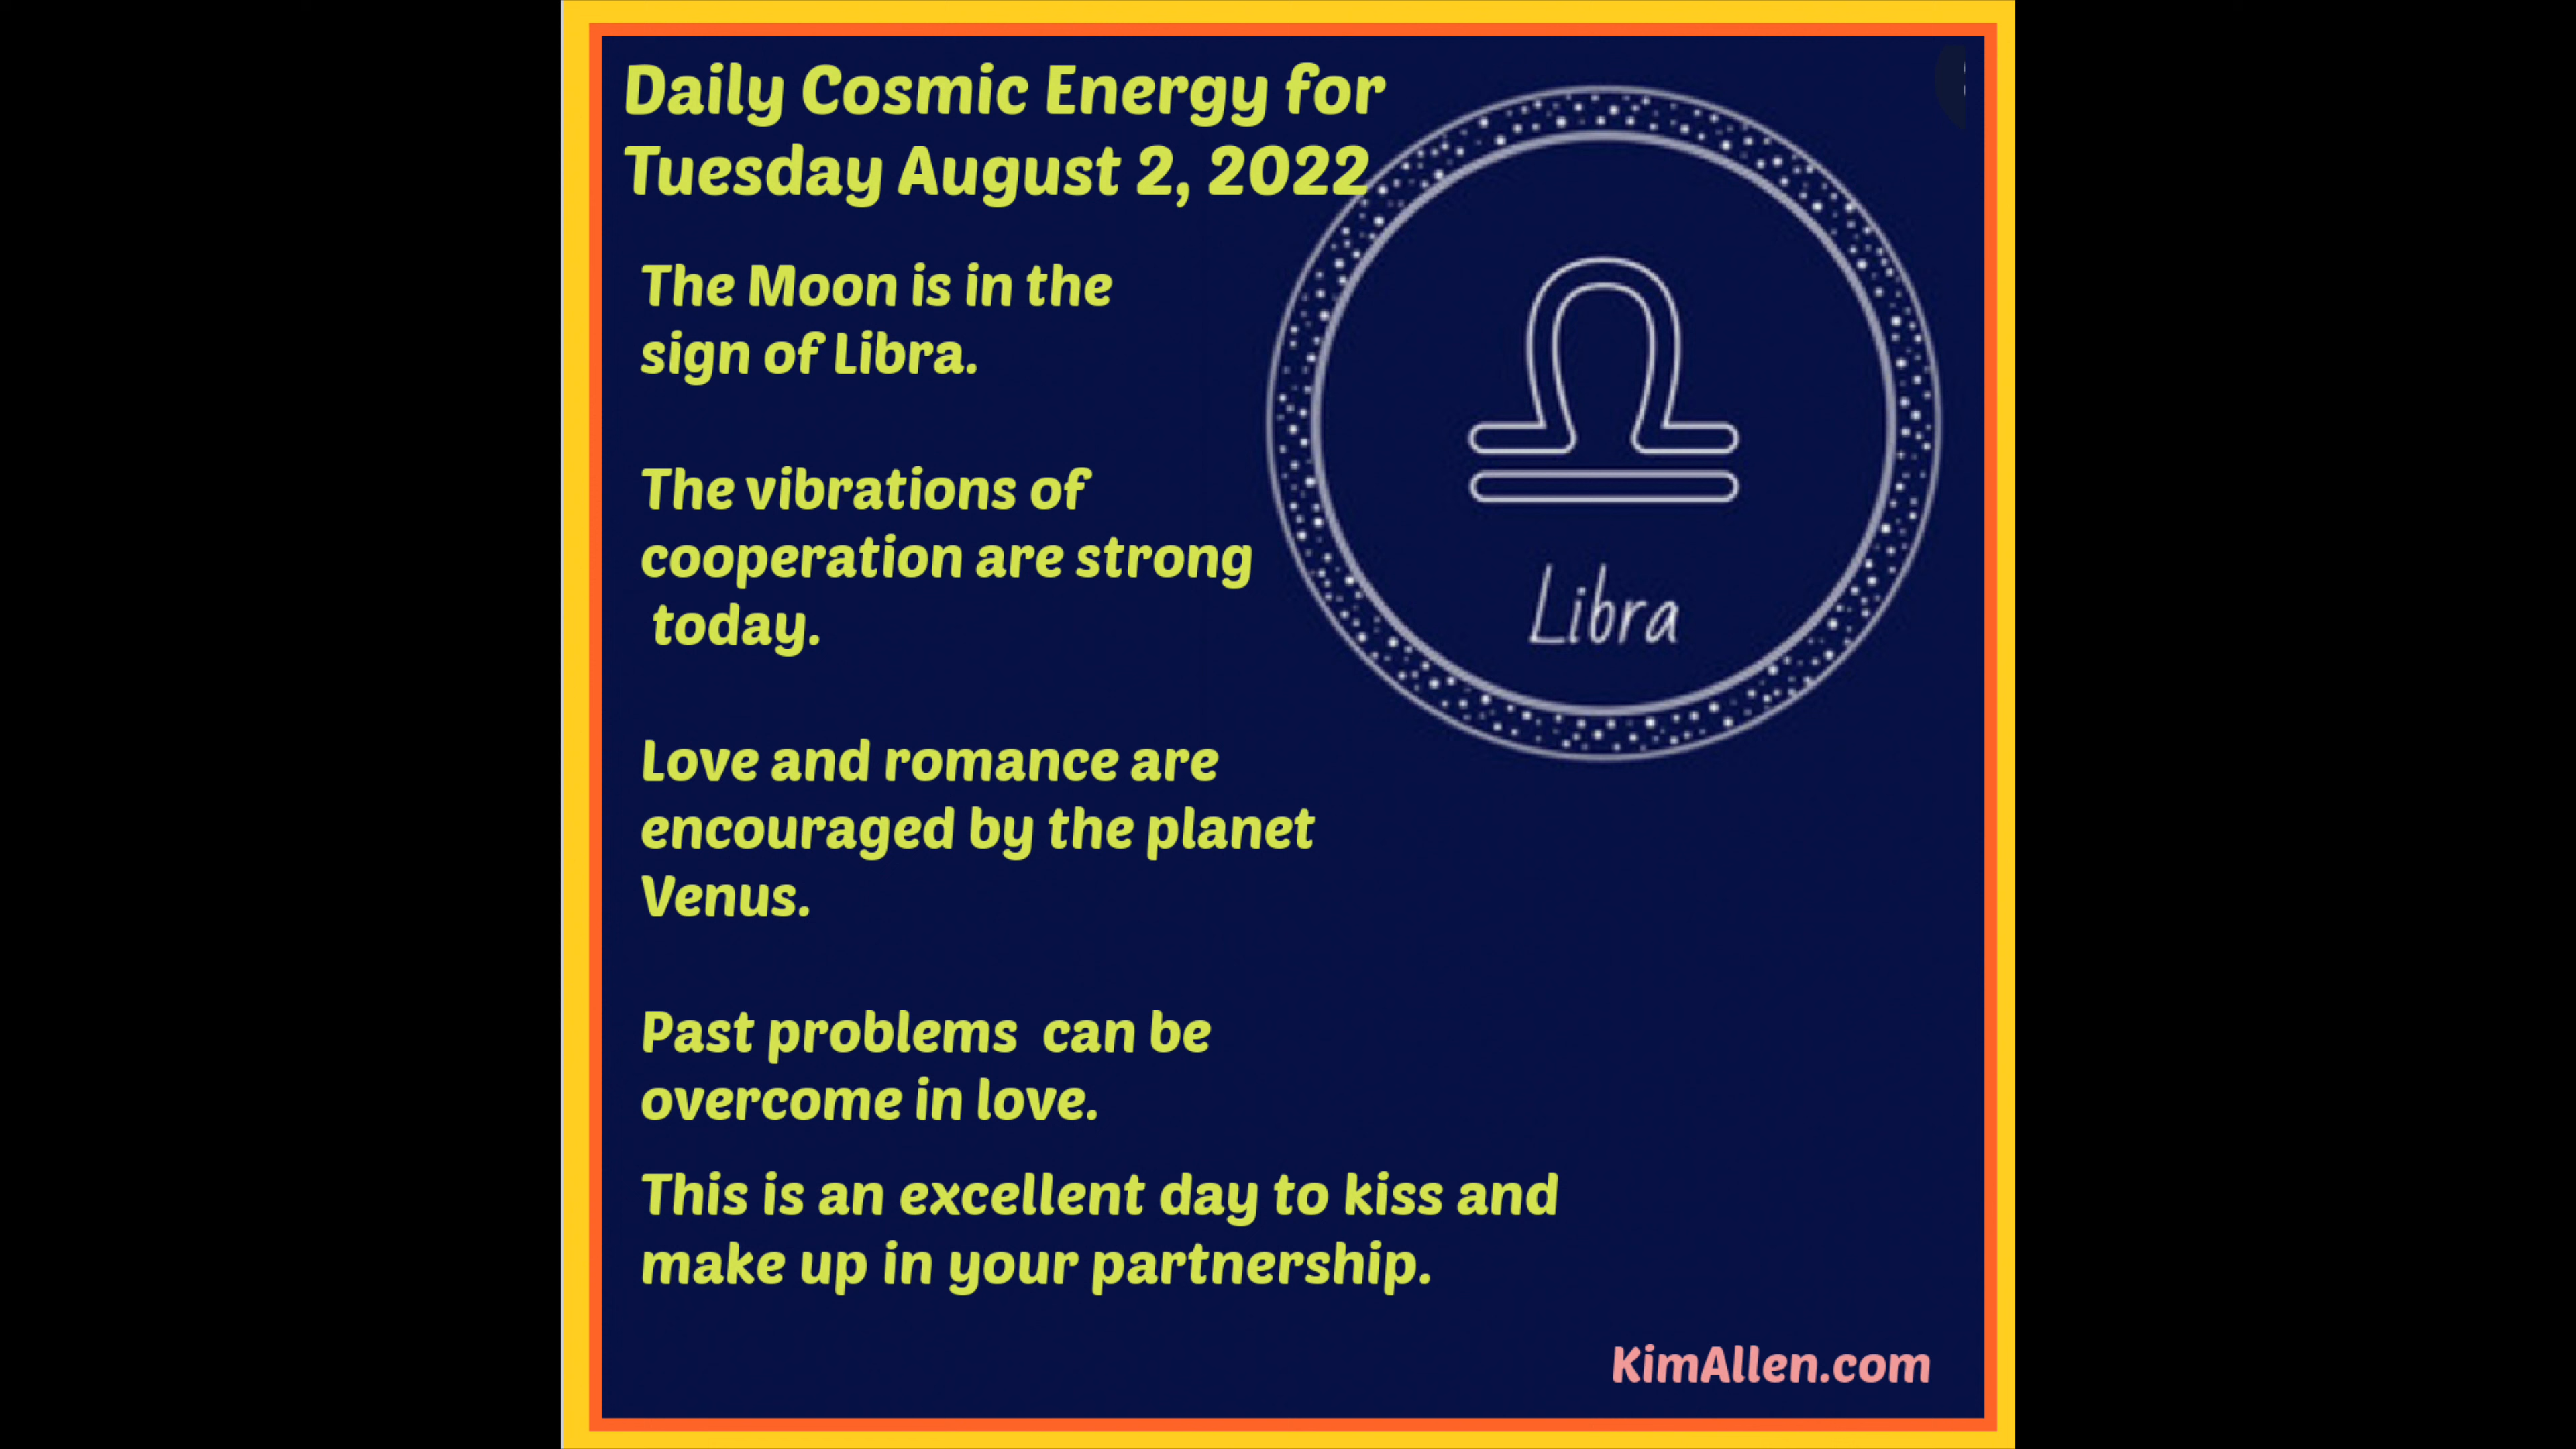 Daily Cosmic Energy for
Tuesday August 2, 2022
The Moon is in the
sign of Libra.
The vibrations of
cooperation are strong
today.
Love and romance are
encouraged by the planet
Venus.
Past problems  can be
overcome in love.
This is an excellent day to kiss and
make up in your partnership.
Libra
KimAllen.com